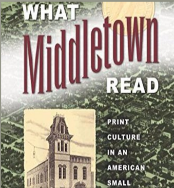 WHAT
Middletown
READ
PRINT
CULTURE
IN AN
AMERICAN
SMALL